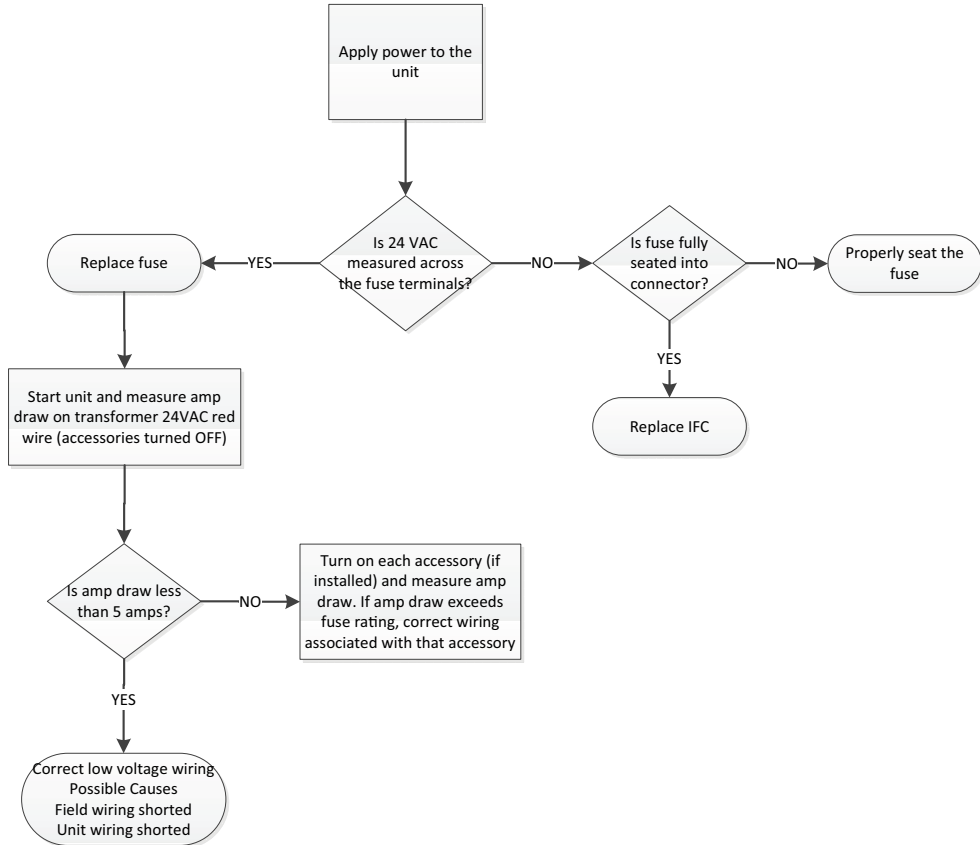 Apply power to the
unit
Is 24 VAC
measured across
the fuse terminals?
YES
Replace fuse
NO
Is fuse fully
seated into
connector?
NO
Properly seat the
fuse
YES
Replace IFC
Start unit and measure amp
draw on transformer 24VAC red
wire (accessories turned OFF)
Is amp draw less
than 5 amps?
NO
Turn on each accessory (if
installed) and measure amp
draw. If amp draw exceeds
fuse rating, correct wiring
associated with that accessory
YES
Correct low voltage wiring
Possible Causes
Field wiring shorted
Unit wiring shorted